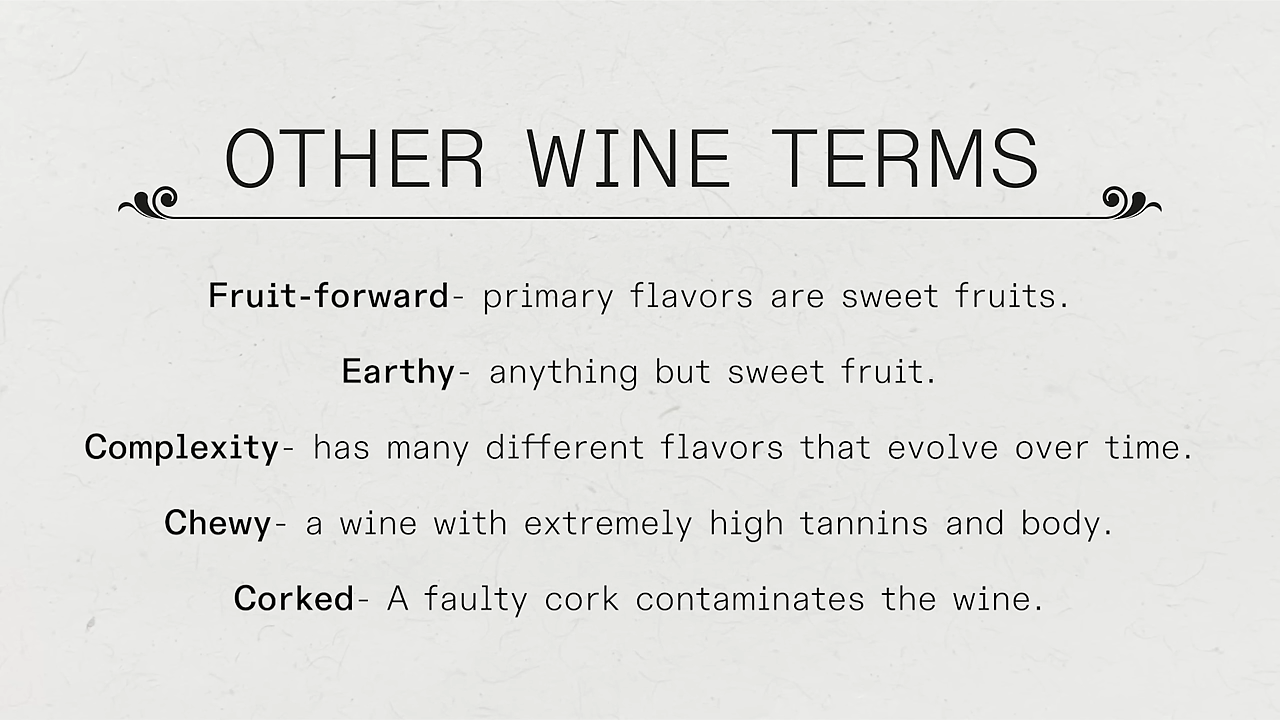 OTHER WINE TERMS
Fruit-forward- primary flavors are sweet fruits.
Earthy- anything but sweet fruit.
Complexity- has many different flavors that evolve over time.
Chewy- a wine with extremely high tannins and body.
Corked- A faulty cork contaminates the wine.